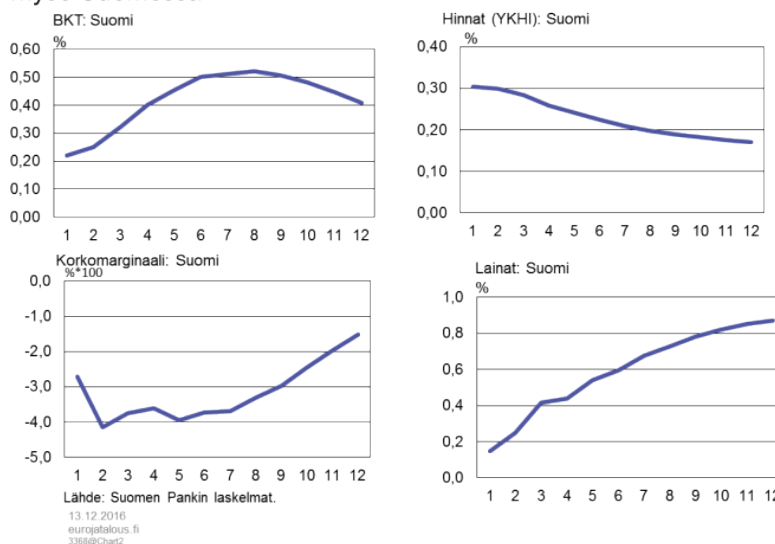 BKT: Suomi
%
0,60
0,50
0,40
0,30
0,20
0,10
0,00
1 2 3 4 5 6 7 8 9 10 11 12
Hinnat (YKHI): Suomi
%
0,40
0,30
0,20
0,10
0,00
1 2 3 4 5 6 7 8 9 10 11 12
Korkomarginaali: Suomi
%*100
0,0
-1,0
-2,0
-3,0
-4,0
-5,0
1 2 3 4 5 6 7 8 9 10 11 12
Lainat: Suomi
%
1,0
0,8
0,6
0,4
0,2
0,0
1 2 3 4 5 6 7 8 9 10 11 12
Lähde: Suomen Pankin laskelmat.
13.12.2016
eurojatalous.fi
3368@Chart2